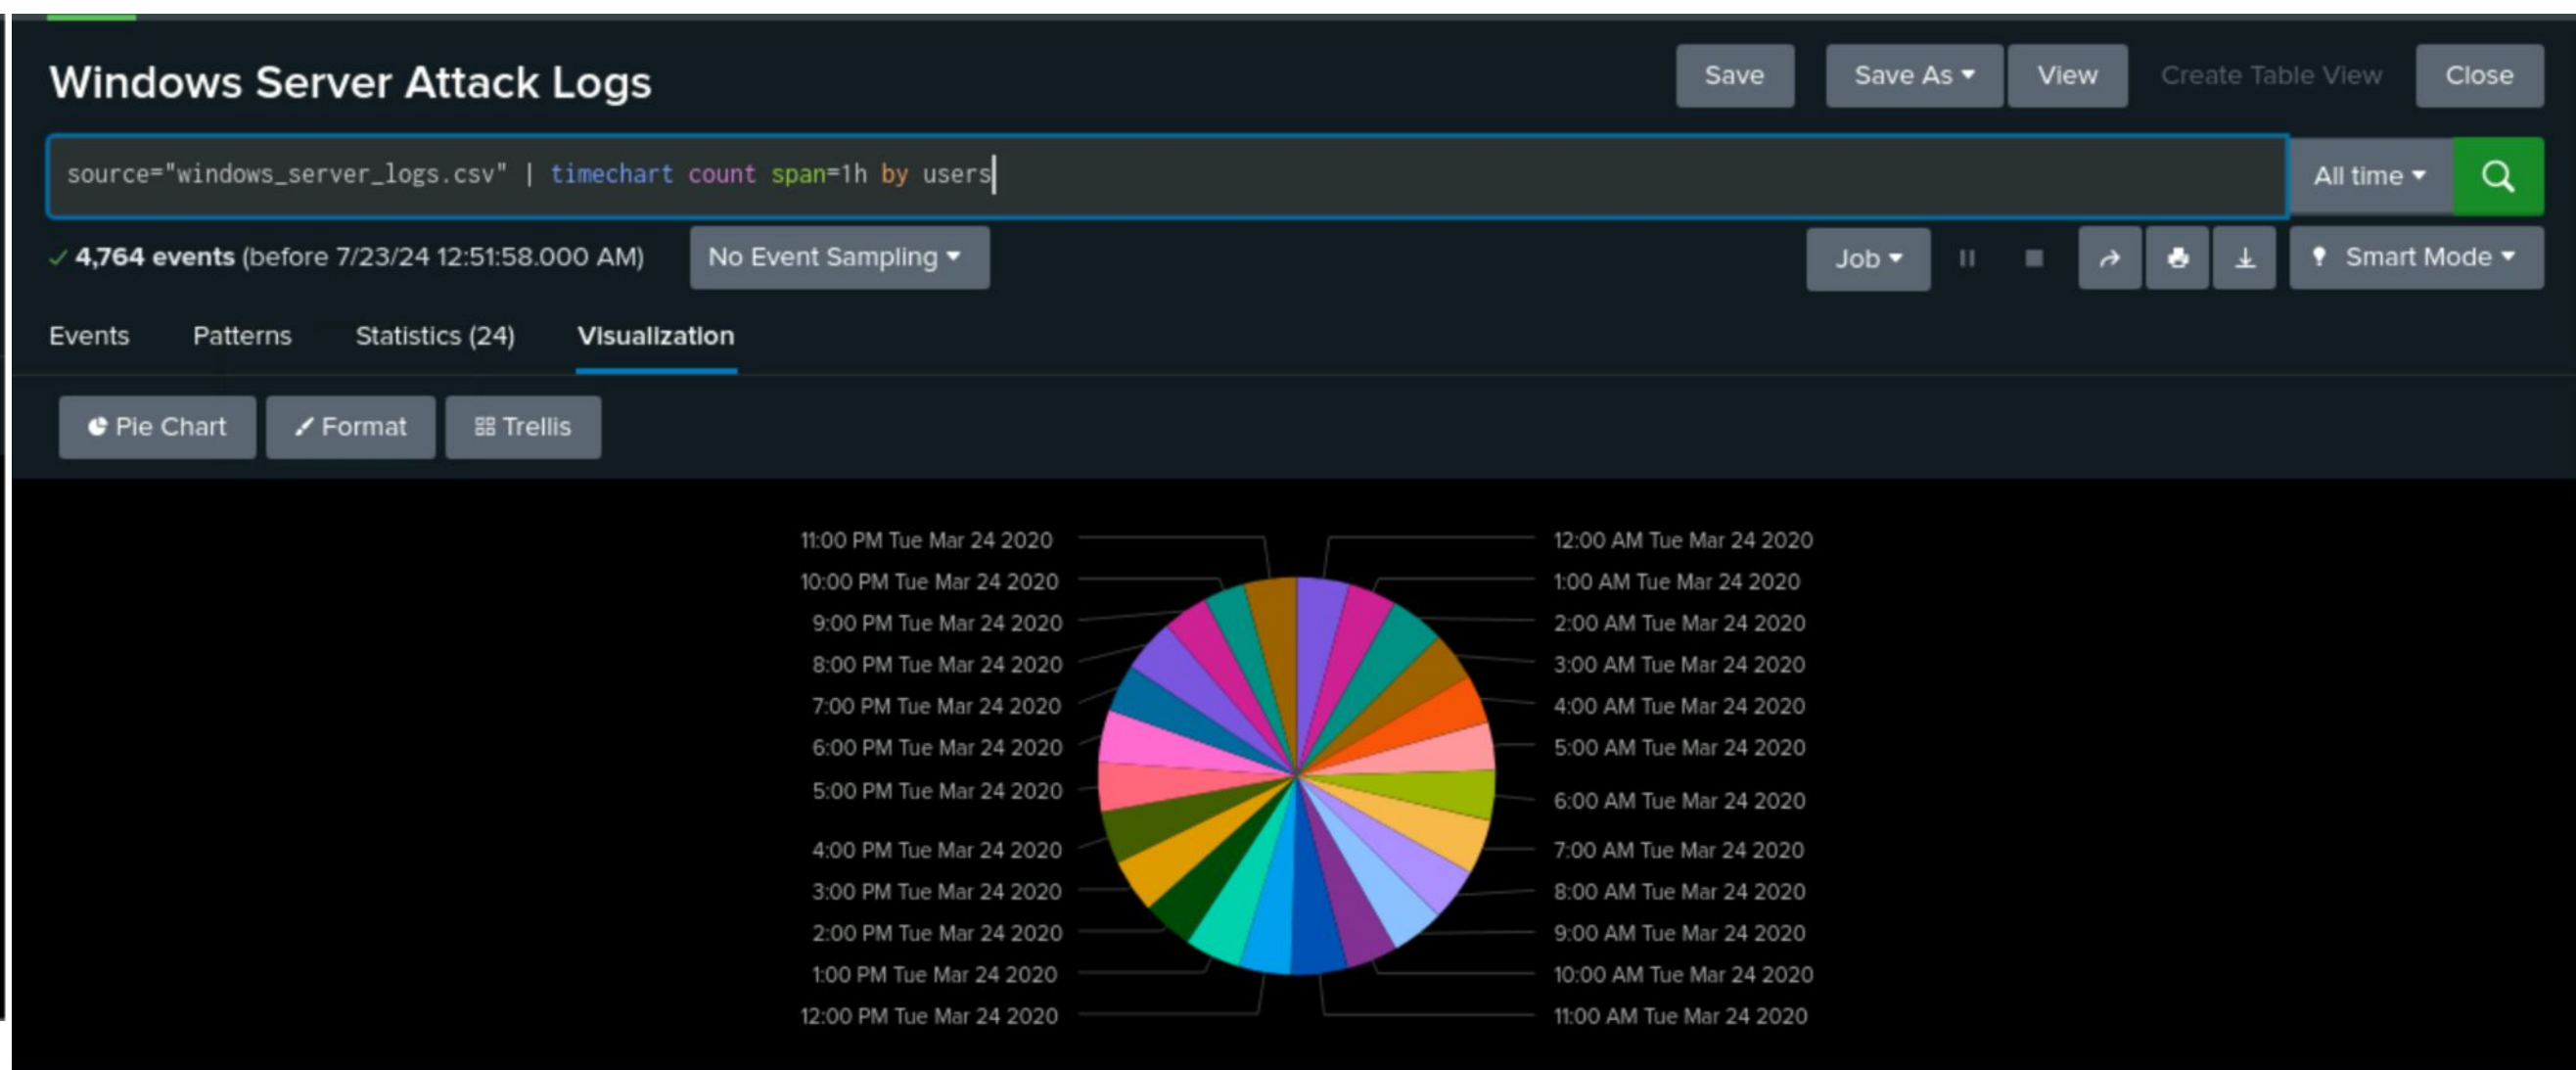 Windows Server Attack Logs
Save
Save As
View
Create Table View
Close
source="windows_server_logs.csv" | timechart count span=1h by users
All time
4,764 events (before 7/23/24 12:51:58.000 AM)
No Event Sampling
Job
Smart Mode
Events
Patterns
Statistics (24)
Visualization
Pie Chart
Format
Trellis
11:00 PM Tue Mar 24 2020
12:00 AM Tue Mar 24 2020
10:00 PM Tue Mar 24 2020
1:00 AM Tue Mar 24 2020
9:00 PM Tue Mar 24 2020
2:00 AM Tue Mar 24 2020
8:00 PM Tue Mar 24 2020
3:00 AM Tue Mar 24 2020
7:00 PM Tue Mar 24 2020
4:00 AM Tue Mar 24 2020
6:00 PM Tue Mar 24 2020
5:00 AM Tue Mar 24 2020
5:00 PM Tue Mar 24 2020
6:00 AM Tue Mar 24 2020
4:00 PM Tue Mar 24 2020
7:00 AM Tue Mar 24 2020
3:00 PM Tue Mar 24 2020
8:00 AM Tue Mar 24 2020
2:00 PM Tue Mar 24 2020
9:00 AM Tue Mar 24 2020
1:00 PM Tue Mar 24 2020
10:00 AM Tue Mar 24 2020
12:00 PM Tue Mar 24 2020
11:00 AM Tue Mar 24 2020